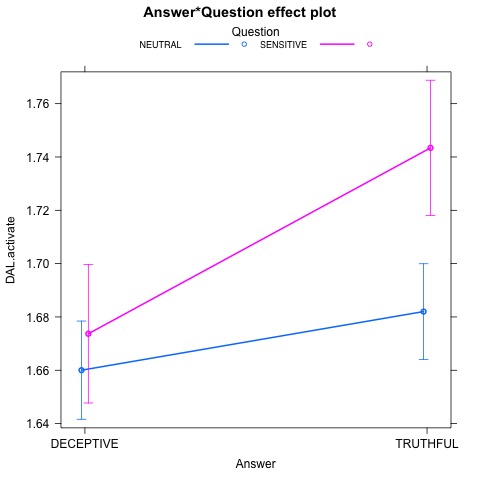 Answer*Question effect plot
Question
NEUTRAL SENSITIVE
1.76
1.74
1.72
1.70
1.68
1.66
1.64
DAL.activate
DECEPTIVE TRUTHFUL
Answer